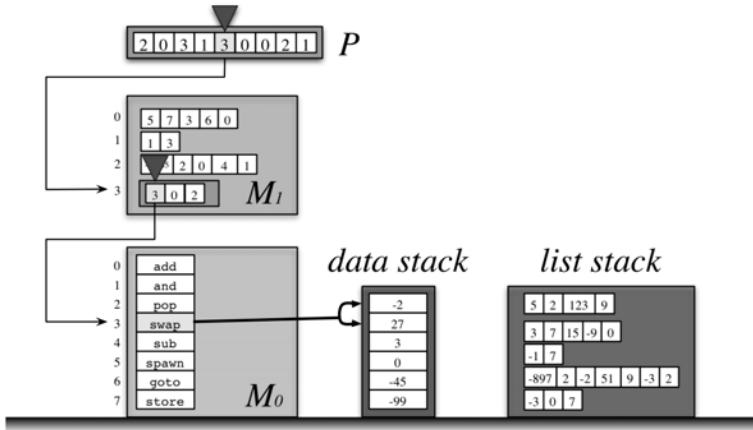 2 0 3 1 3 0 0 2 1
P
0 5 7 3 6 0
1 1 3
2 2 0 4 1
3 3 0 2
M1
data stack
list stack
0 add
1 and
2 pop
3 swap
4 sub
5 spawn
6 goto
7 store
M0
-2
27
3
0
-45
-99
5 2 123 9
3 7 15 -9 0
-1 7
-897 2 -2 51 9 -3 2
-3 0 7